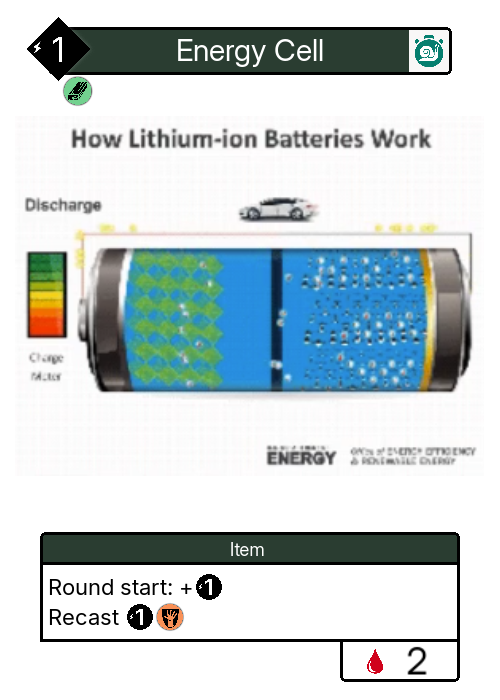 1 Energy Cell
How Lithium-ion Batteries Work
Discharge
Charge
Meter
ENERGY
Office of ENERGY EFFICIENCY
& RENEWABLE ENERGY
Item
Round start: + 1
Recast 1
2